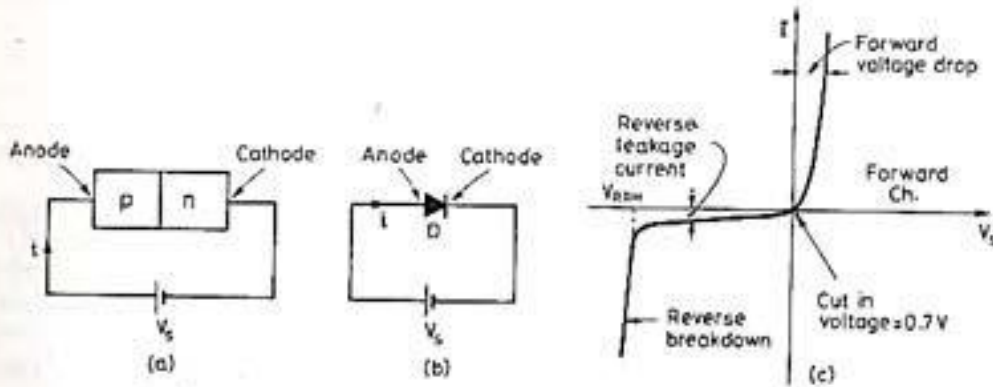 Anode
Cathode
p
n
i
Vs
(a)
Anode
Cathode
i
D
Vs
(b)
I
Forward
voltage drop
Reverse
leakage
current
VRRM
Forward
Ch.
Vs
Cut in
voltage=0.7V
Reverse
breakdown
(c)